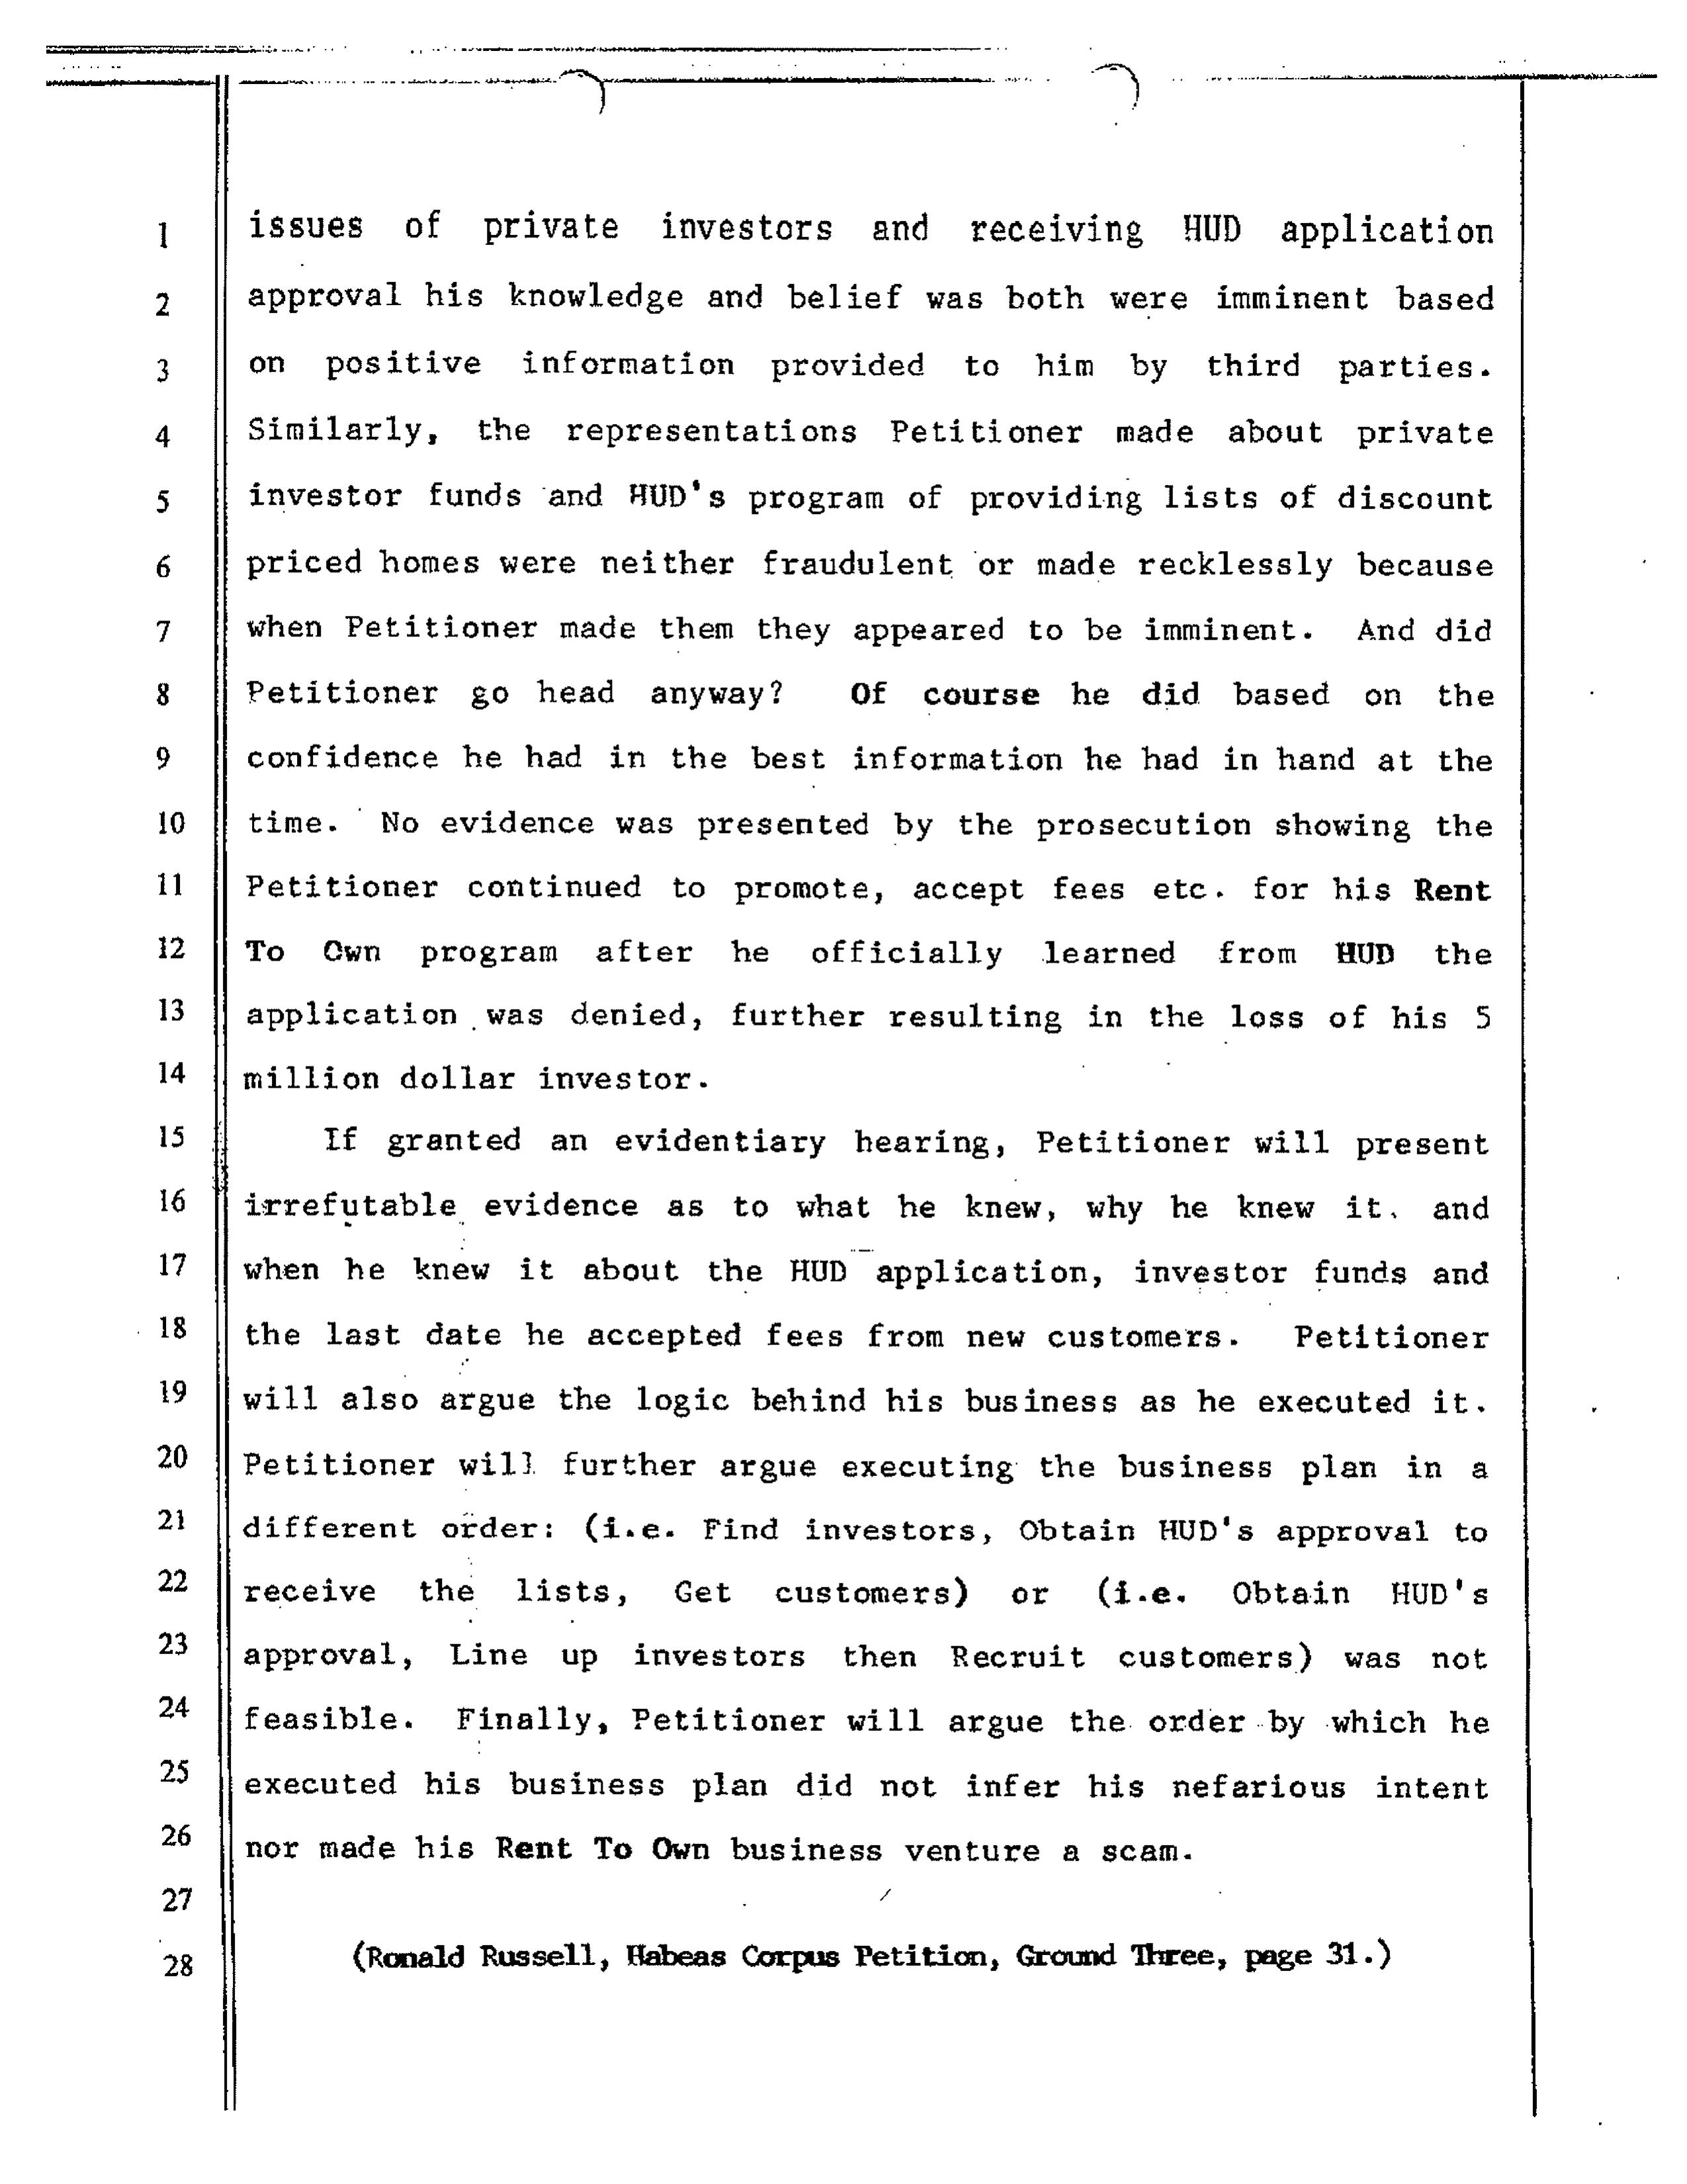 1 issues of private investors and receiving HUD application
2 approval his knowledge and belief was both were imminent based
3 on positive information provided to him by third parties.
4 Similarly, the representations Petitioner made about private
5 investor funds and HUD's program of providing lists of discount
6 priced homes were neither fraudulent or made recklessly because
7 when Petitioner made them they appeared to be imminent. And did
8 Petitioner go head anyway? Of course he did based on the
9 confidence he had in the best information he had in hand at the
10 time. No evidence was presented by the prosecution showing the
11 Petitioner continued to promote, accept fees etc. for his Rent
12 To Own program after he officially learned from HUD the
13 application was denied, further resulting in the loss of his 5
14 million dollar investor.
15 If granted an evidentiary hearing, Petitioner will present
16 irrefutable evidence as to what he knew, why he knew it, and
17 when he knew it about the HUD application, investor funds and
18 the last date he accepted fees from new customers. Petitioner
19 will also argue the logic behind his business as he executed it.
20 Petitioner will further argue executing the business plan in a
21 different order: (i.e. Find investors, Obtain HUD's approval to
22 receive the lists, Get customers) or (i.e. Obtain HUD's
23 approval, Line up investors then Recruit customers) was not
24 feasible. Finally, Petitioner will argue the order by which he
25 executed his business plan did not infer his nefarious intent
26 nor made his Rent To Own business venture a scam.
27
28 (Ronald Russell, Habeas Corpus Petition, Ground Three, page 31.)